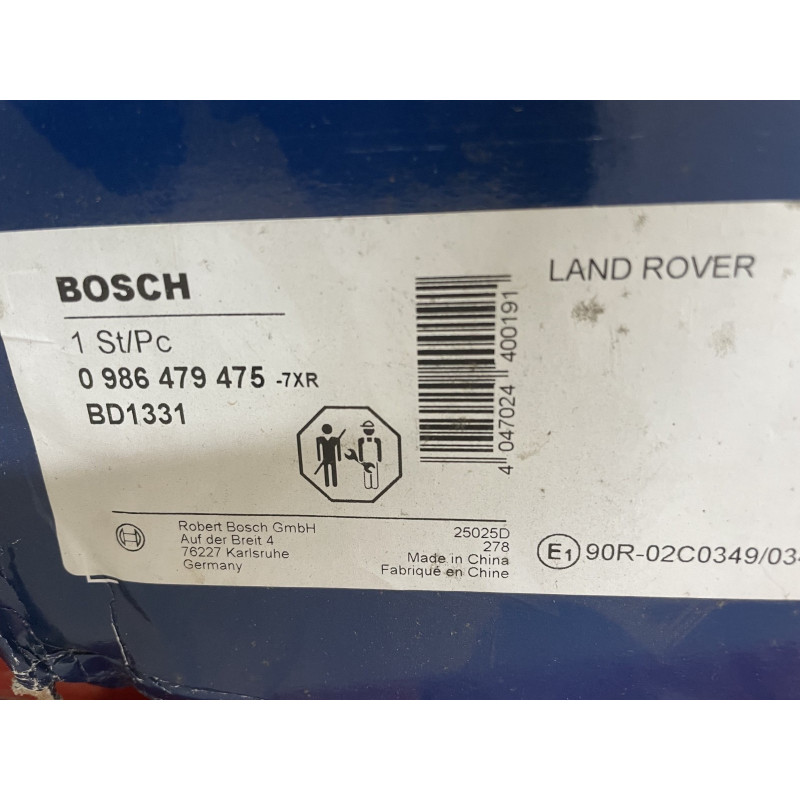 BOSCH
1 St/Pc
0 986 479 475 -7XR
BD1331
4 047024 400191
LAND ROVER
Robert Bosch GmbH
Auf der Breit 4
76227 Karlsruhe
Germany
25025D
278
Made in China
Fabriqué en Chine
E1 90R-02C0349/034